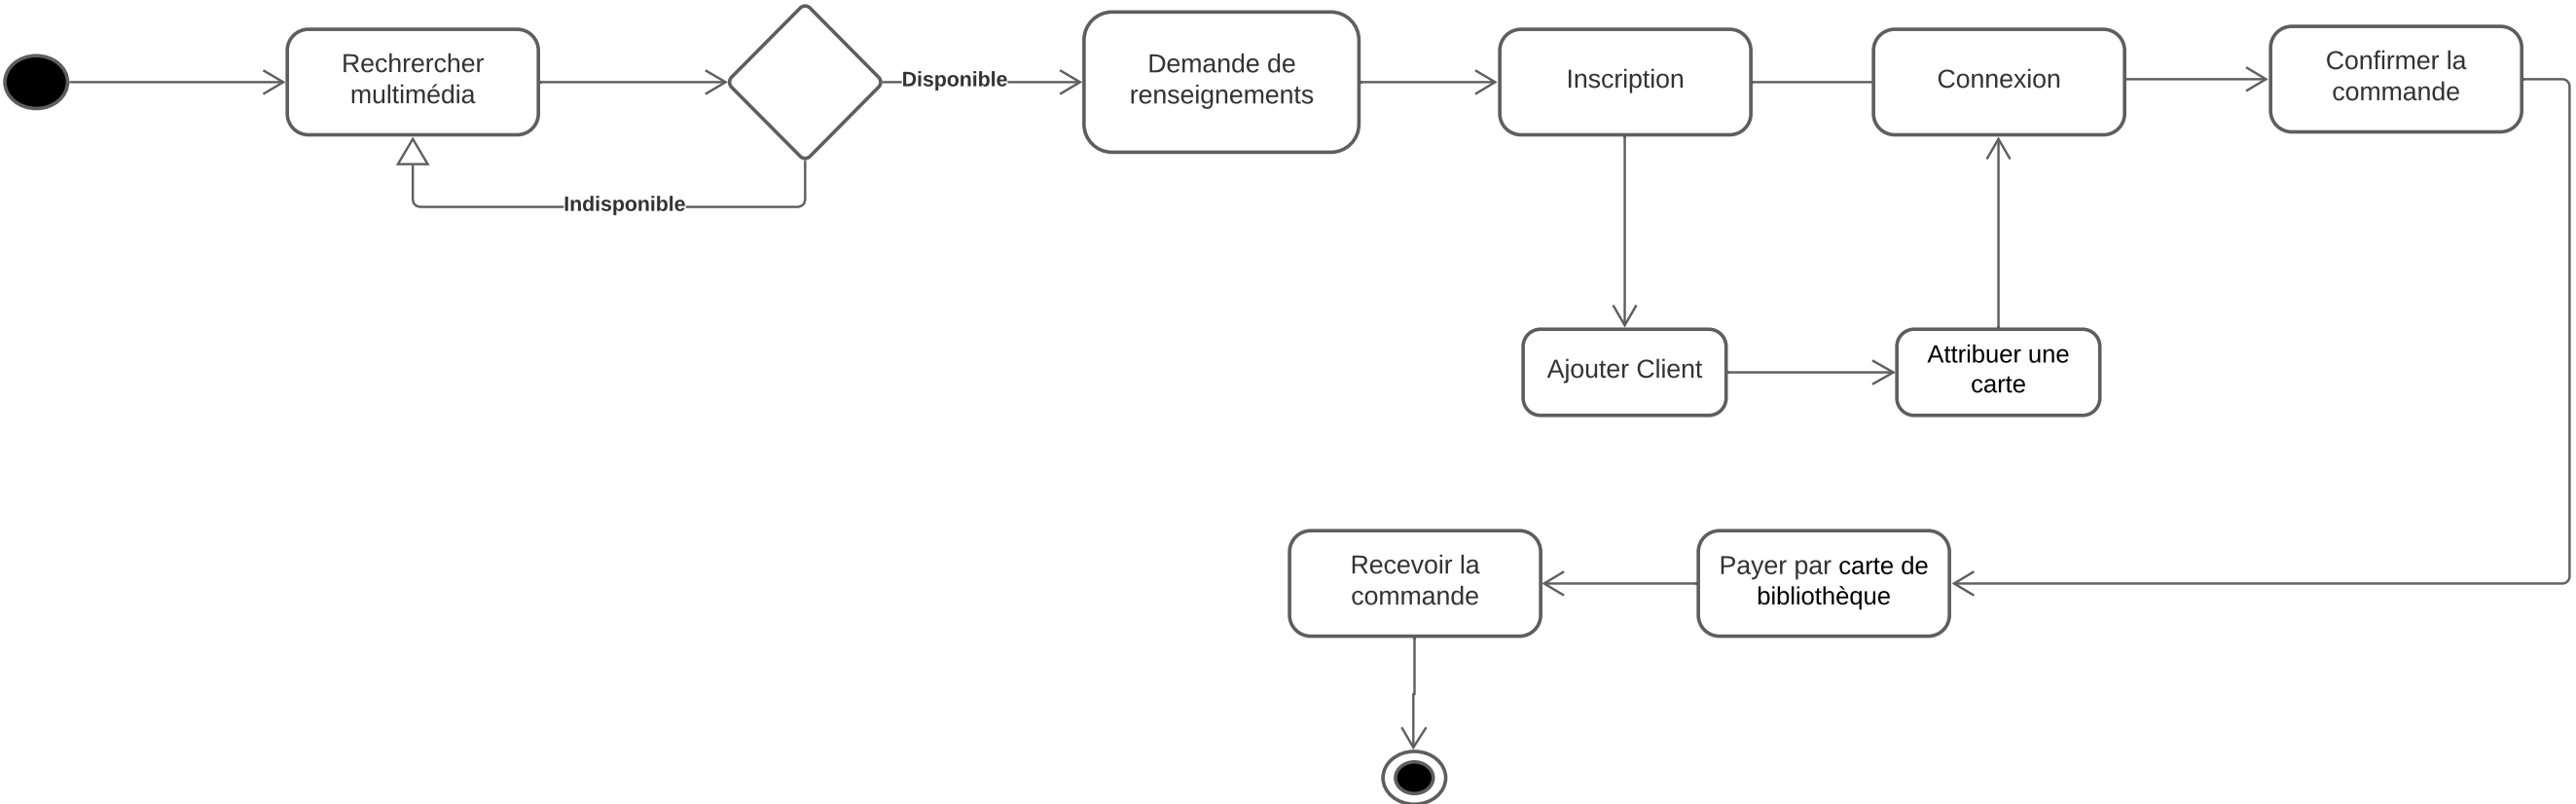 Rechrercher
multimédia
Disponible
Indisponible
Demande de
renseignements
Inscription
Connexion
Confirmer la
commande
Ajouter Client
Attribuer une
carte
Recevoir la
commande
Payer par carte de
bibliothèque